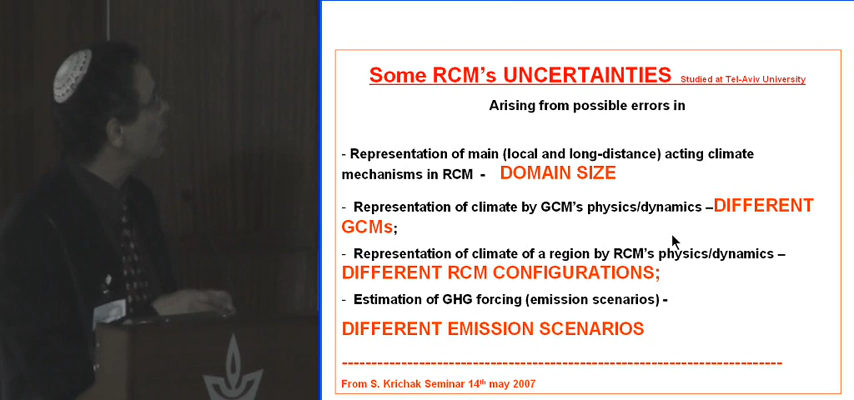 Some RCM's UNCERTAINTIES Studied at Tel-Aviv University
Arising from possible errors in
- Representation of main (local and long-distance) acting climate
mechanisms in RCM - DOMAIN SIZE
- Representation of climate by GCM's physics/dynamics –DIFFERENT
GCMs;
- Representation of climate of a region by RCM's physics/dynamics –
DIFFERENT RCM CONFIGURATIONS;
- Estimation of GHG forcing (emission scenarios) -
DIFFERENT EMISSION SCENARIOS
--------------------------------------------------------------------------
From S. Krichak Seminar 14th may 2007